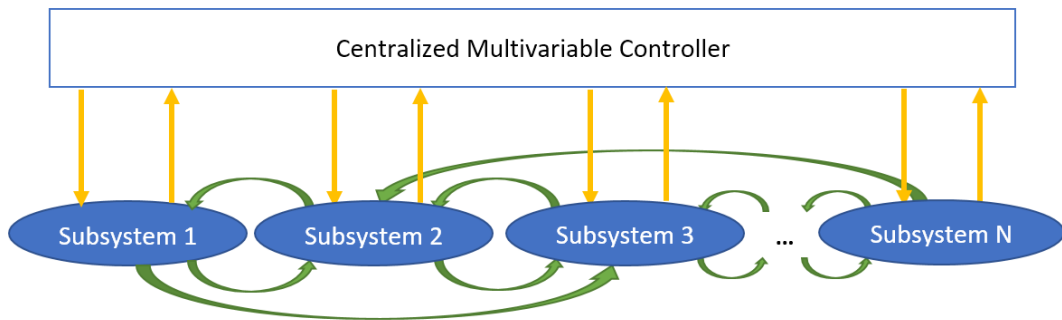 Centralized Multivariable Controller
Subsystem 1
Subsystem 2
Subsystem 3
...
Subsystem N